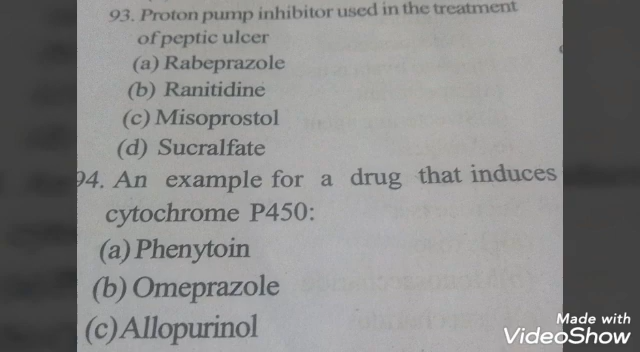 93. Proton pump inhibitor used in the treatment
of peptic ulcer
(a) Rabeprazole
(b) Ranitidine
(c) Misoprostol
(d) Sucralfate
94. An example for a drug that induces
cytochrome P450:
(a) Phenytoin
(b) Omeprazole
(c) Allopurinol
Made with
VideoShow